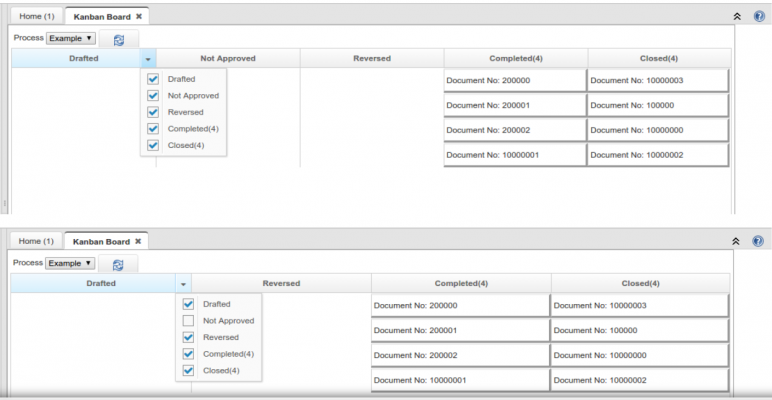 Home (1) Kanban Board ✖
Process Example ▼
Drafted Not Approved Reversed Completed(4) Closed(4)
Drafted Document No: 200000 Document No: 10000003
Not Approved
Reversed Document No: 200001 Document No: 100000
Completed(4) Document No: 200002 Document No: 10000000
Closed(4)
Document No: 10000001 Document No: 10000002
Home (1) Kanban Board ✖
Process Example ▼
Drafted Reversed Completed(4) Closed(4)
Drafted Document No: 200000 Document No: 10000003
Not Approved
Reversed Document No: 200001 Document No: 100000
Completed(4) Document No: 200002 Document No: 10000000
Closed(4)
Document No: 10000001 Document No: 10000002